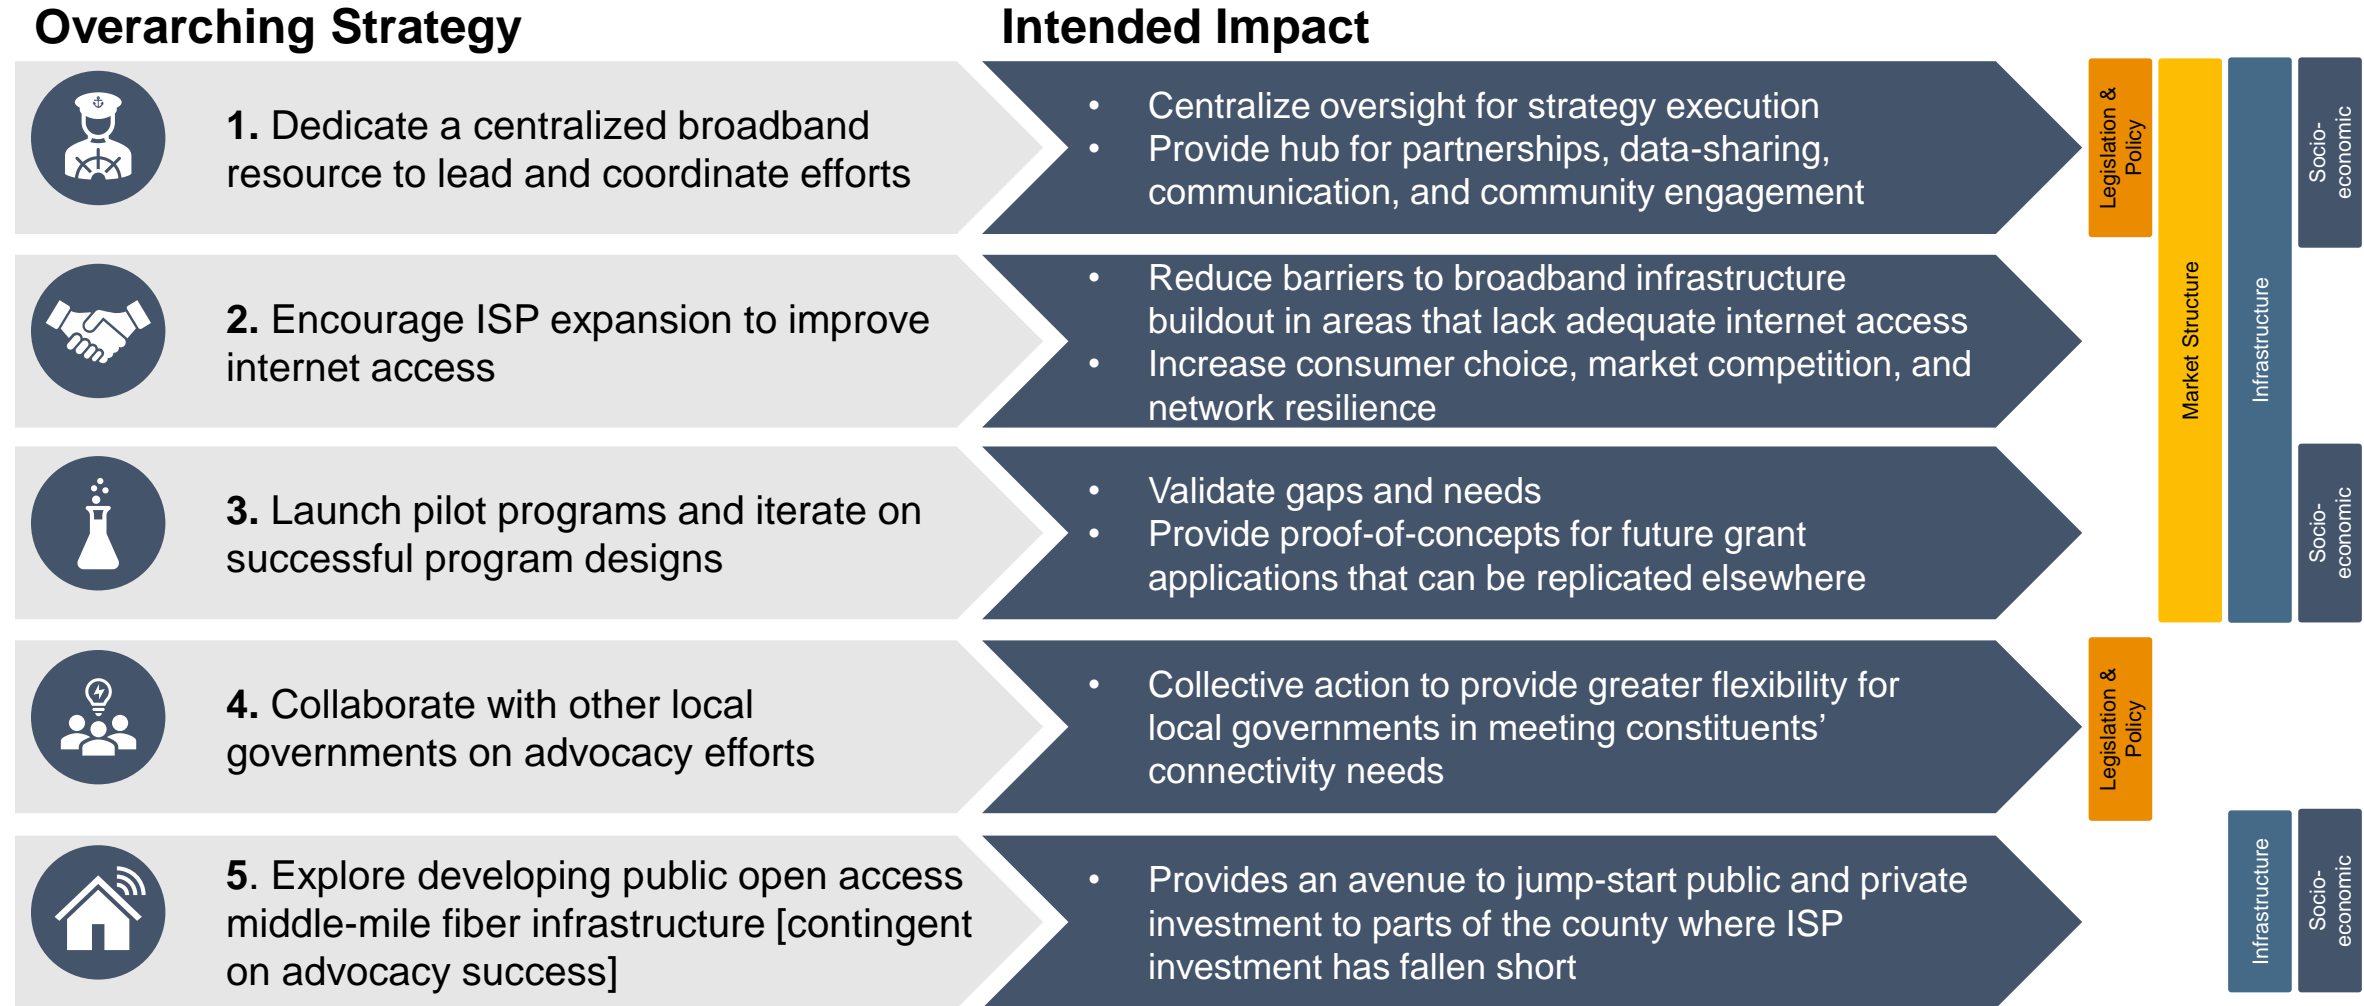 Overarching Strategy
Intended Impact
1. Dedicate a centralized broadband
resource to lead and coordinate efforts
• Centralize oversight for strategy execution
• Provide hub for partnerships, data-sharing,
communication, and community engagement
Legislation &
Policy
Market Structure
Infrastructure
Socio-
economic
2. Encourage ISP expansion to improve
internet access
• Reduce barriers to broadband infrastructure
buildout in areas that lack adequate internet access
• Increase consumer choice, market competition, and
network resilience
3. Launch pilot programs and iterate on
successful program designs
• Validate gaps and needs
• Provide proof-of-concepts for future grant
applications that can be replicated elsewhere
Socio-
economic
4. Collaborate with other local
governments on advocacy efforts
• Collective action to provide greater flexibility for
local governments in meeting constituents’
connectivity needs
Legislation &
Policy
5. Explore developing public open access
middle-mile fiber infrastructure [contingent
on advocacy success]
• Provides an avenue to jump-start public and private
investment to parts of the county where ISP
investment has fallen short
Infrastructure
Socio-
economic